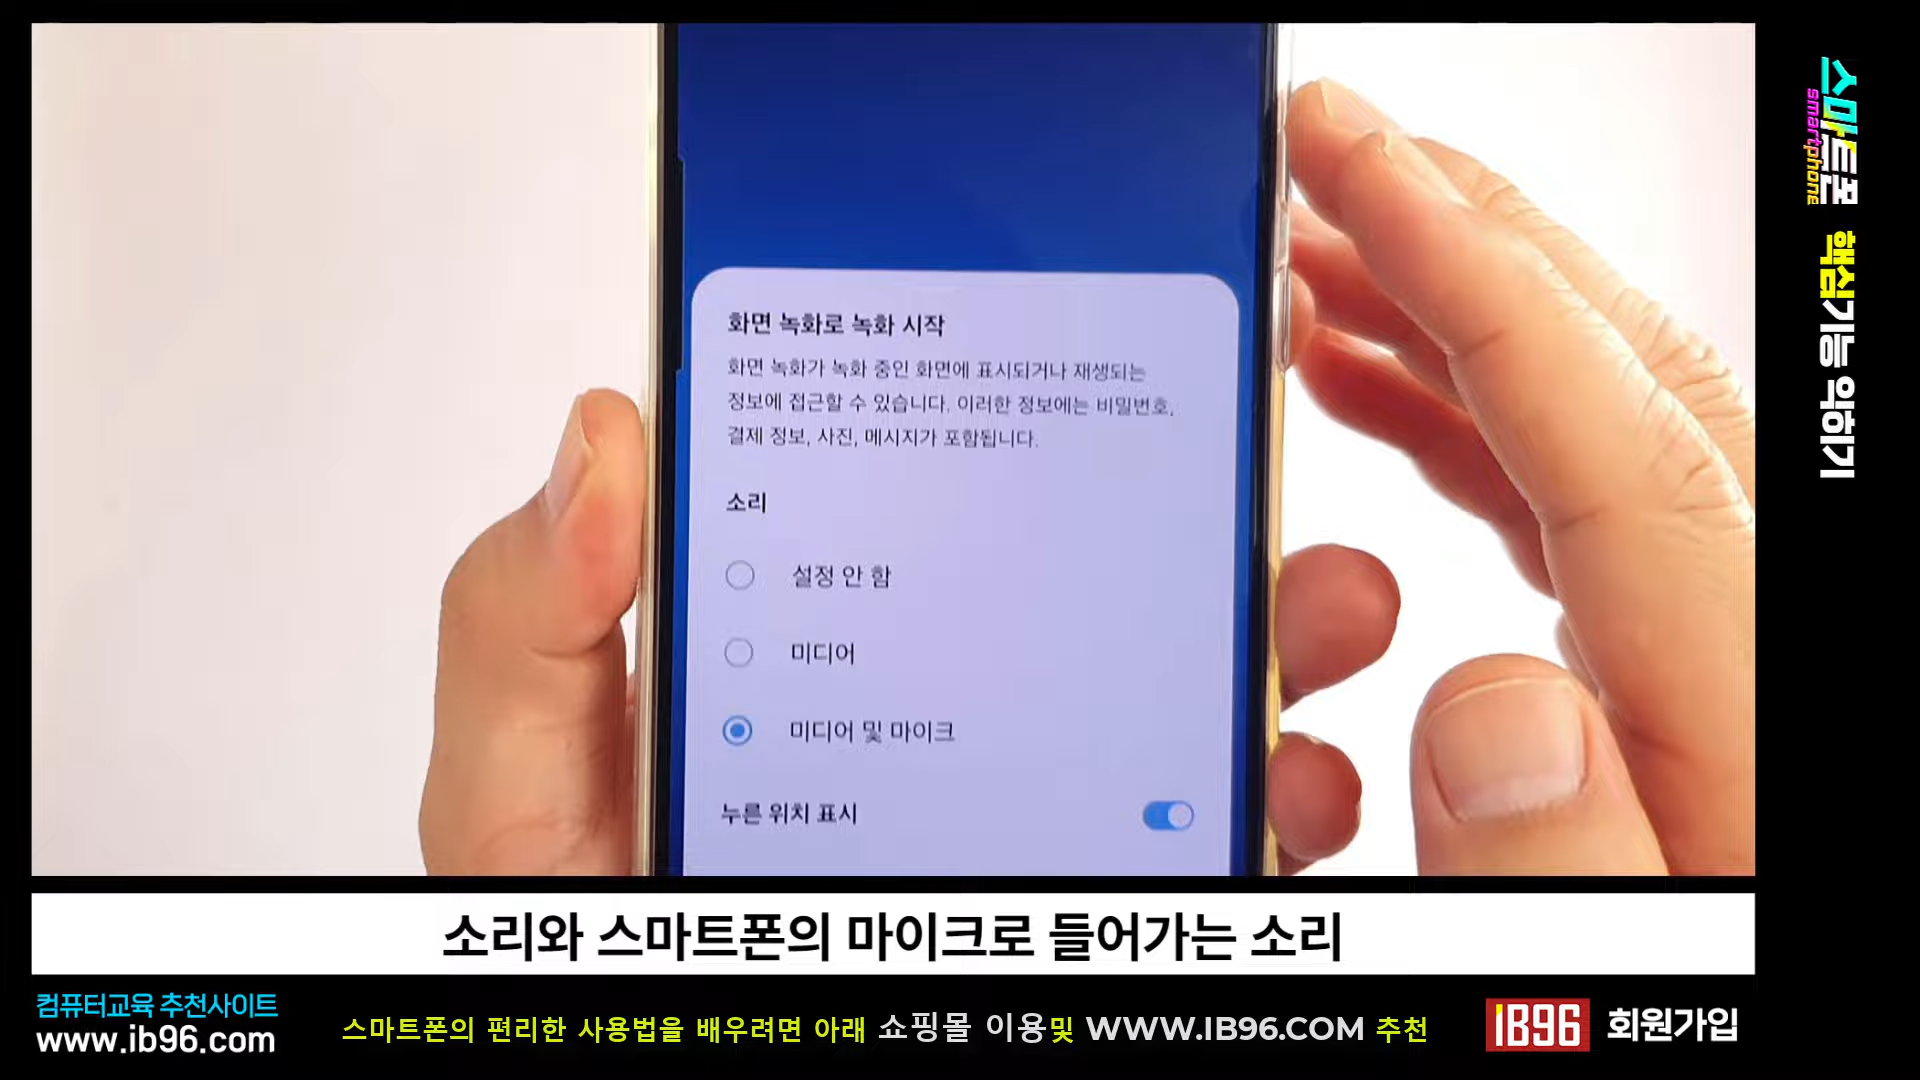 화면 녹화로 녹화 시작
화면 녹화가 녹화 중인 화면에 표시되거나 재생되는
정보에 접근할 수 있습니다. 이러한 정보에는 비밀번호,
결제 정보, 사진, 메시지가 포함됩니다.
소리
설정 안 함
미디어
미디어 및 마이크
누른 위치 표시
스마트폰
smartphone
핵심기능 익히기
소리와 스마트폰의 마이크로 들어가는 소리
컴퓨터교육 추천사이트
www.ib96.com
스마트폰의 편리한 사용법을 배우려면 아래 쇼핑몰 이용및 WWW.IB96.COM 추천
IB96 회원가입